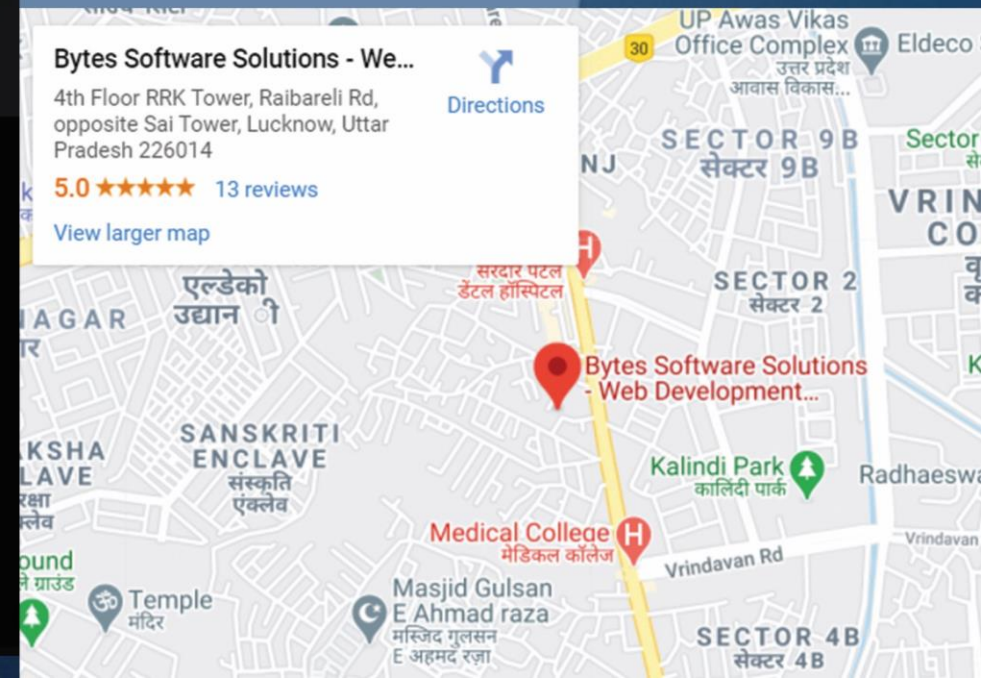 Bytes Software Solutions - We...
4th Floor RRK Tower, Raibareli Rd,
opposite Sai Tower, Lucknow, Uttar
Pradesh 226014
5.0 ★★★★★ 13 reviews
View larger map
Directions
30
UP Awas Vikas
Office Complex
उत्तर प्रदेश
आवास विकास...
Eldeco
SECTOR 9B
सेक्टर 9B
Sector
से
NJ
VRIN
CO
वृ
क
H
सरदार पटेल
डेंटल हॉस्पिटल
SECTOR 2
सेक्टर 2
एल्डेको
उद्यान ी
AGAR
Bytes Software Solutions
- Web Development...
K
SANSKRITI
ENCLAVE
संस्कृति
एंक्लेव
KSHA
LAVE
क्षा
क्लेव
Kalindi Park
कालिंदी पार्क
Radhaeswa
Medical College
मेडिकल कॉलेज
H
Vrindavan Rd
Vrindavan
ound
ले ग्राउंड
Temple
मंदिर
Masjid Gulsan
E Ahmad raza
मस्जिद गुलसन
E अहमद रज़ा
SECTOR 4B
सेक्टर 4B